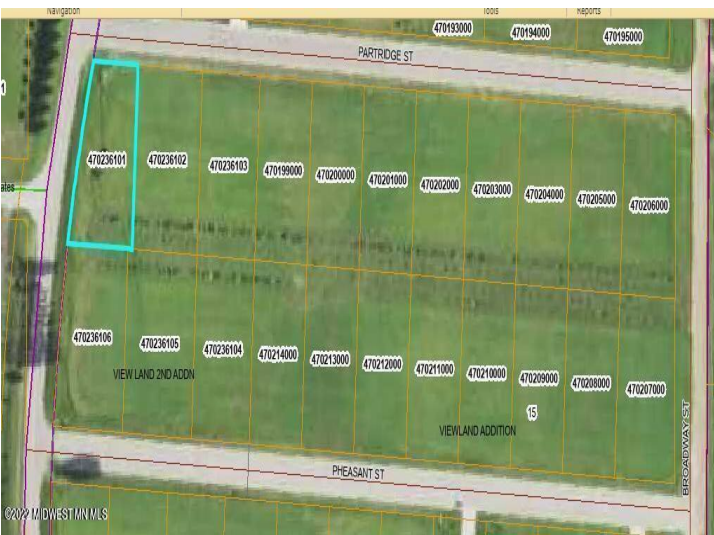 Navigation
Tools
Reports
470193000
470194000
470195000
PARTRIDGE ST
1
470236101
470236102
470236103
470199000
470200000
470201000
470202000
470203000
470204000
470205000
470206000
ates
470236106
470236105
470236104
470214000
470213000
470212000
470211000
470210000
470209000
470208000
470207000
VIEW LAND 2ND ADDN
15
VIEWLAND ADDITION
BROADWAY ST
PHEASANT ST
©2022 MIDWEST MN MLS